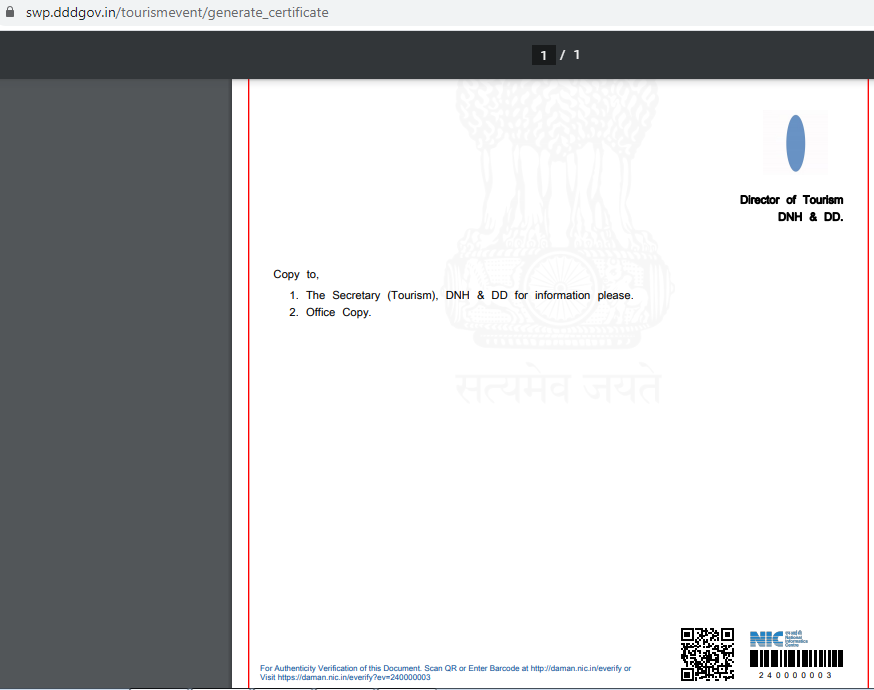 swp.dddgov.in/tourismevent/generate_certificate
1 / 1
Director of Tourism
DNH & DD.
Copy to,
1. The Secretary (Tourism), DNH & DD for information please.
2. Office Copy.
सत्यमेव जयते
NIC एन आई सी
National
Informatics
Centre
240000003
For Authenticity Verification of this Document. Scan QR or Enter Barcode at http://daman.nic.in/everify or
Visit https://daman.nic.in/everify?ev=240000003